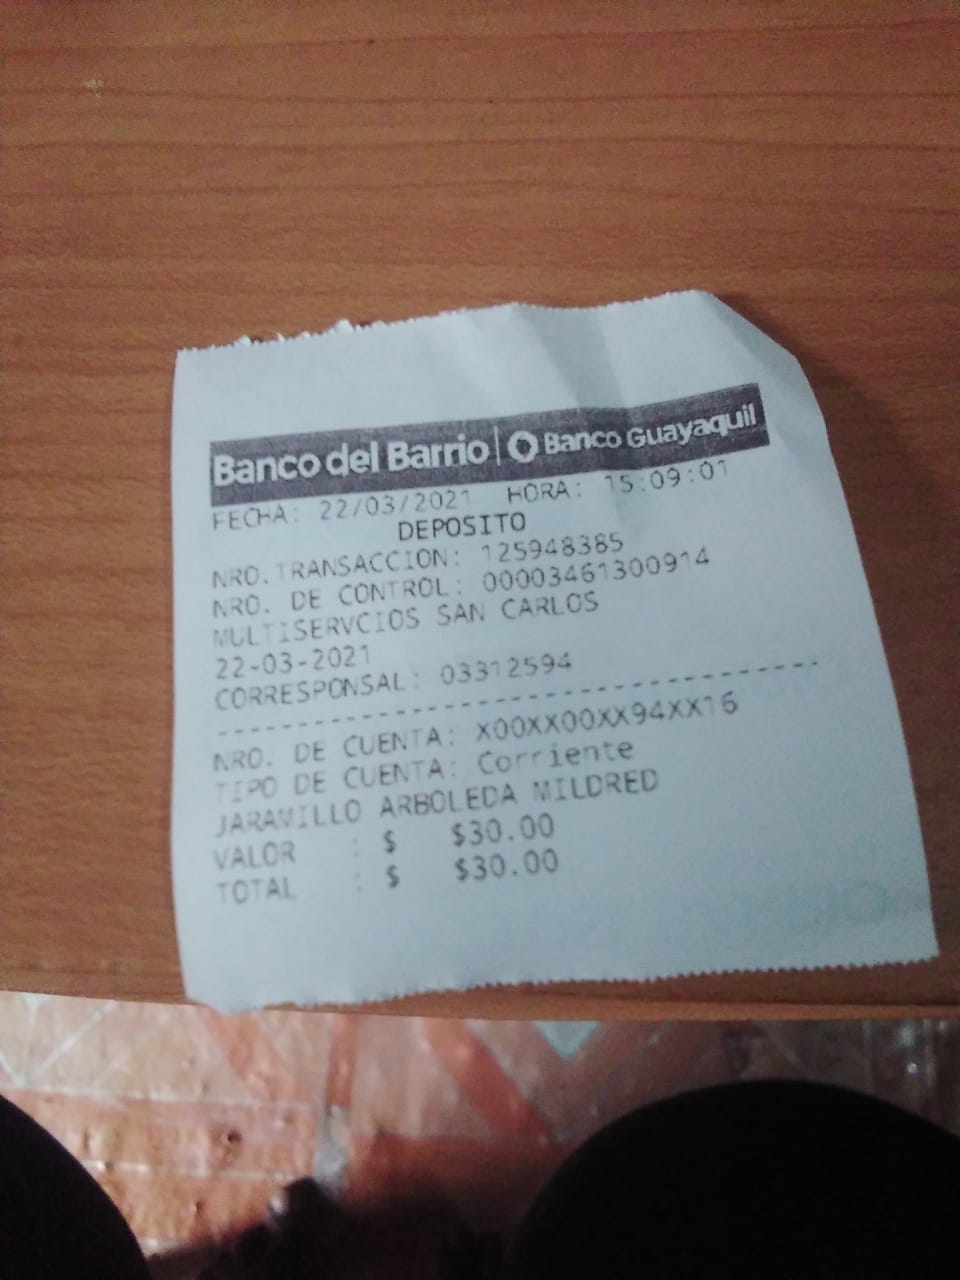 Banco del Barrio | Banco Guayaquil
FECHA: 22/03/2021 HORA: 15:09:01
DEPOSITO
NRO.TRANSACCION: 125948385
NRO. DE CONTROL: 00003461300914
MULTISERVCIOS SAN CARLOS
22-03-2021
CORRESPONSAL: 03312594
NRO. DE CUENTA: X00XX00XX94XX16
TIPO DE CUENTA: Corriente
JARAMILLO ARBOLEDA MILDRED
VALOR : $ $30.00
TOTAL : $ $30.00